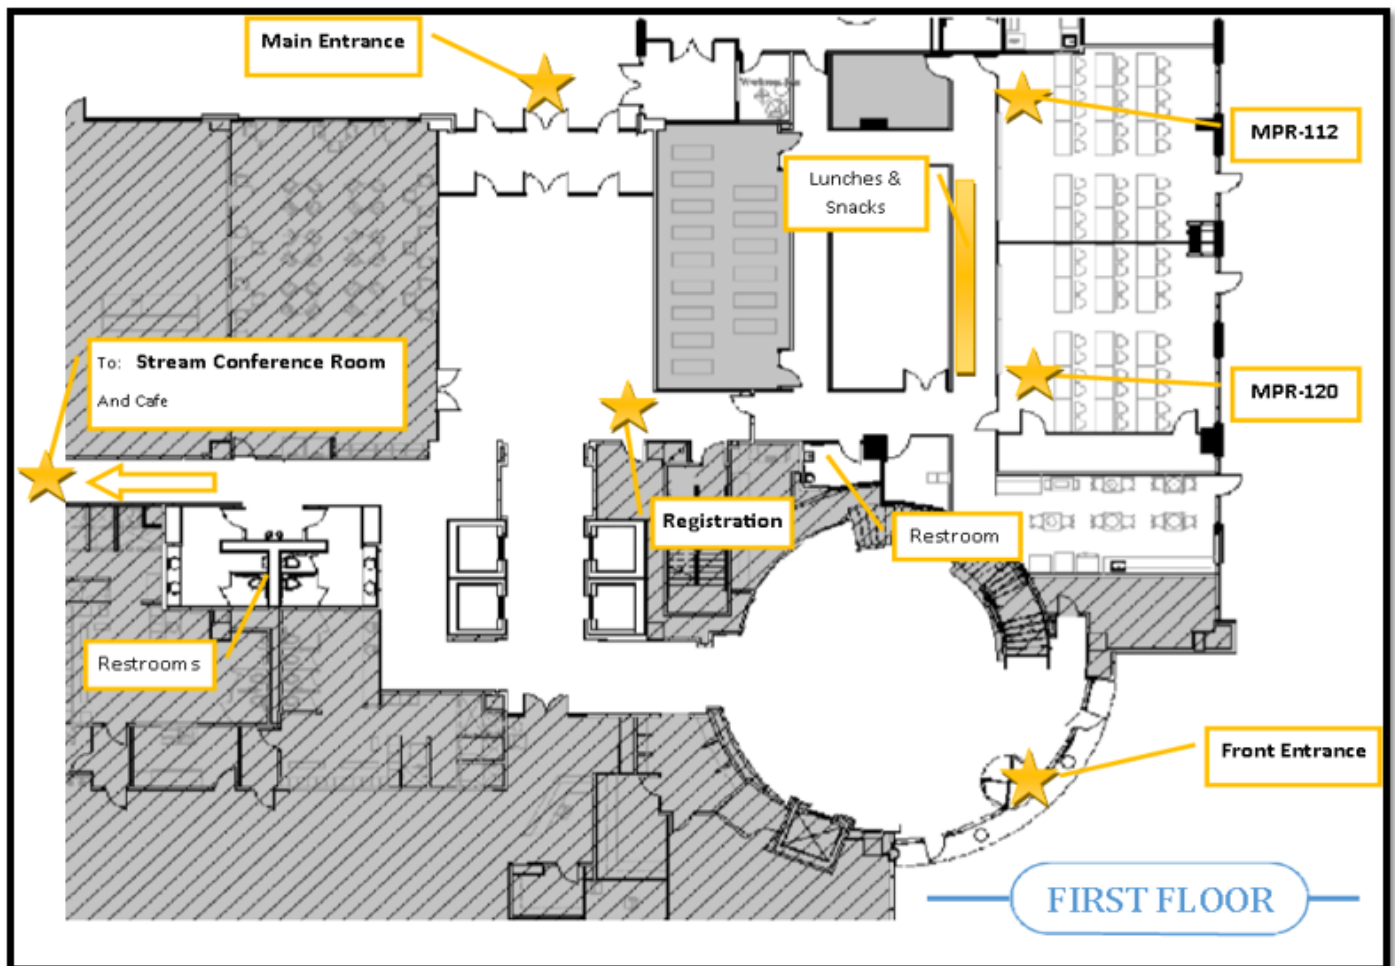 Main Entrance
MPR-112
Lunches &
Snacks
To: Stream Conference Room
And Cafe
MPR-120
Registration
Restroom
Restrooms
Front Entrance
FIRST FLOOR